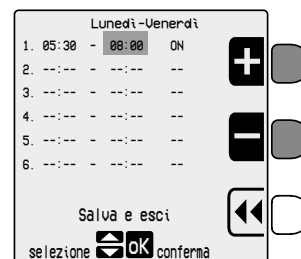 Lunedì-Venerdì
1. 05:30 - 08:00 ON
2. --:-- - --:-- --
3. --:-- - --:-- --
4. --:-- - --:-- --
5. --:-- - --:-- --
6. --:-- - --:-- --
Salva e esci
selezione OK conferma